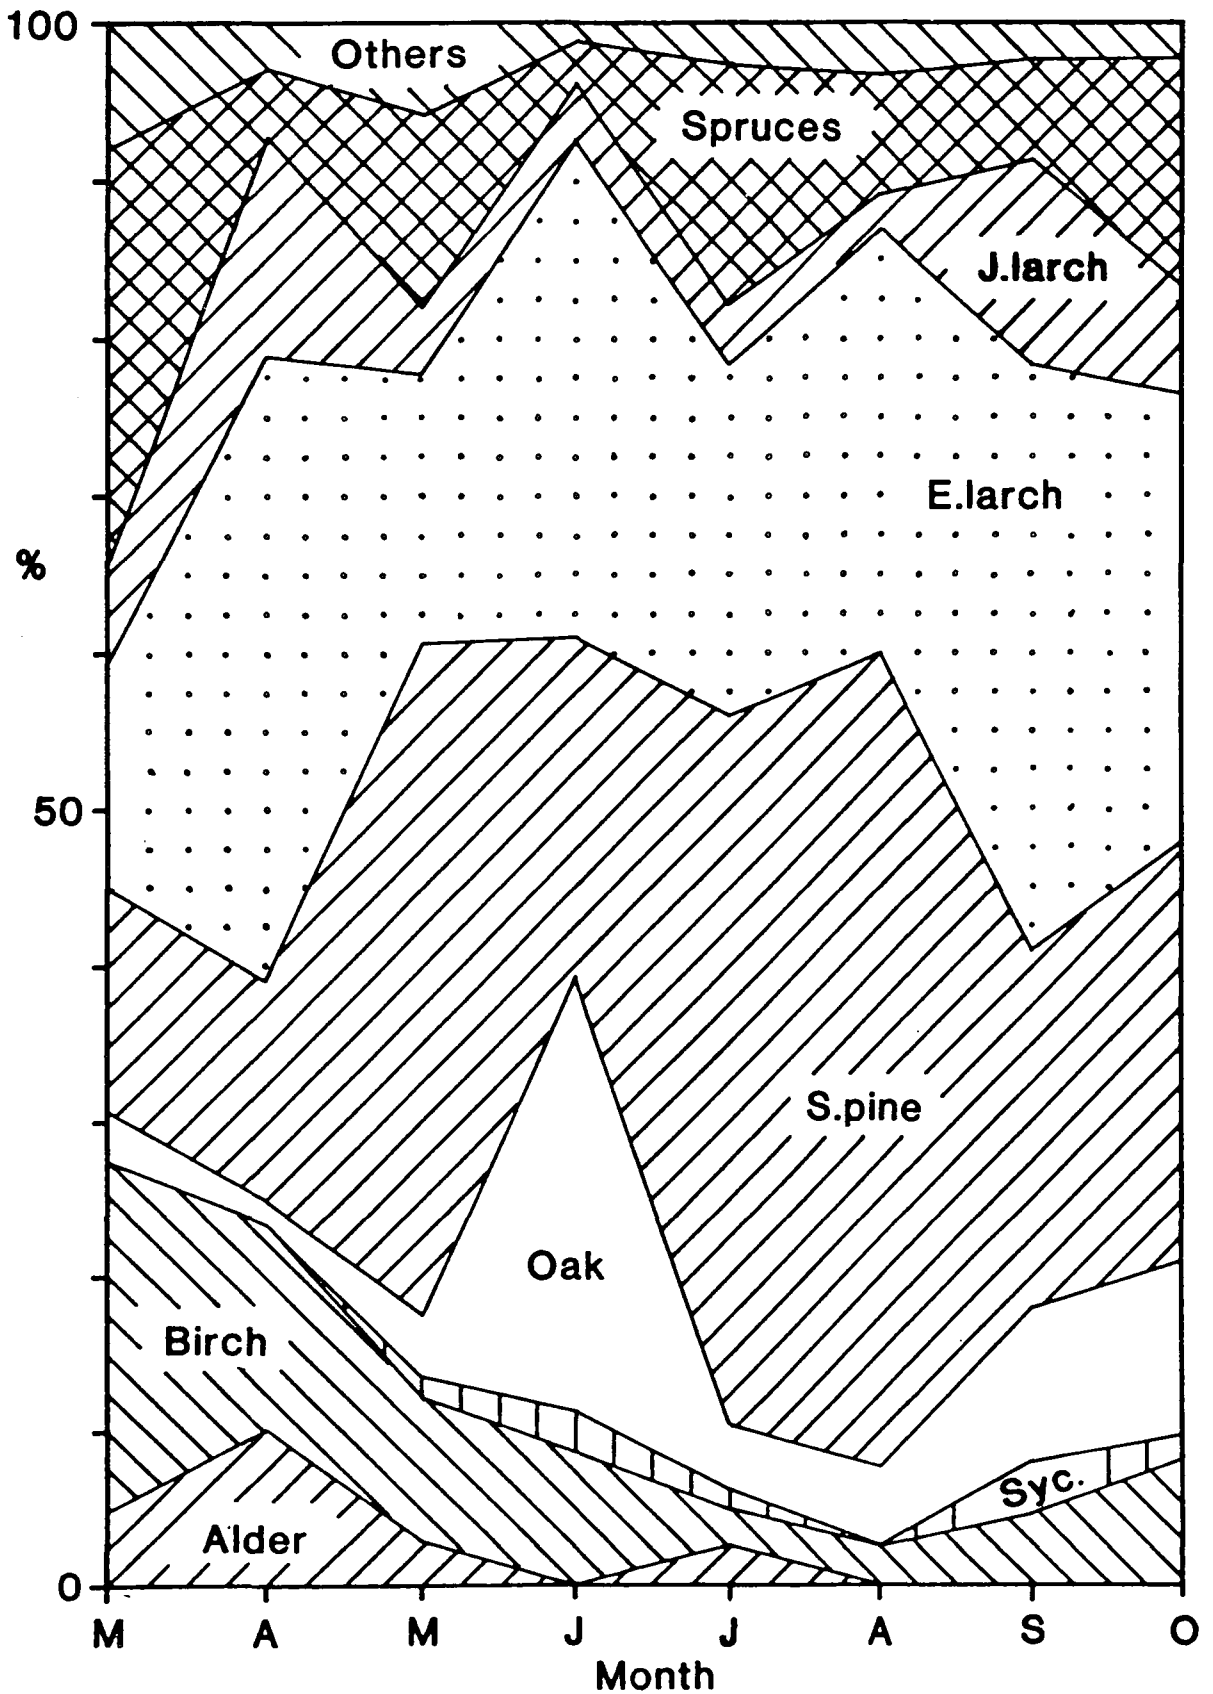 100
Others
Spruces
J.larch
E.larch
%
50
S.pine
Oak
Birch
Syc.
Alder
0
M A M J J A S O
Month